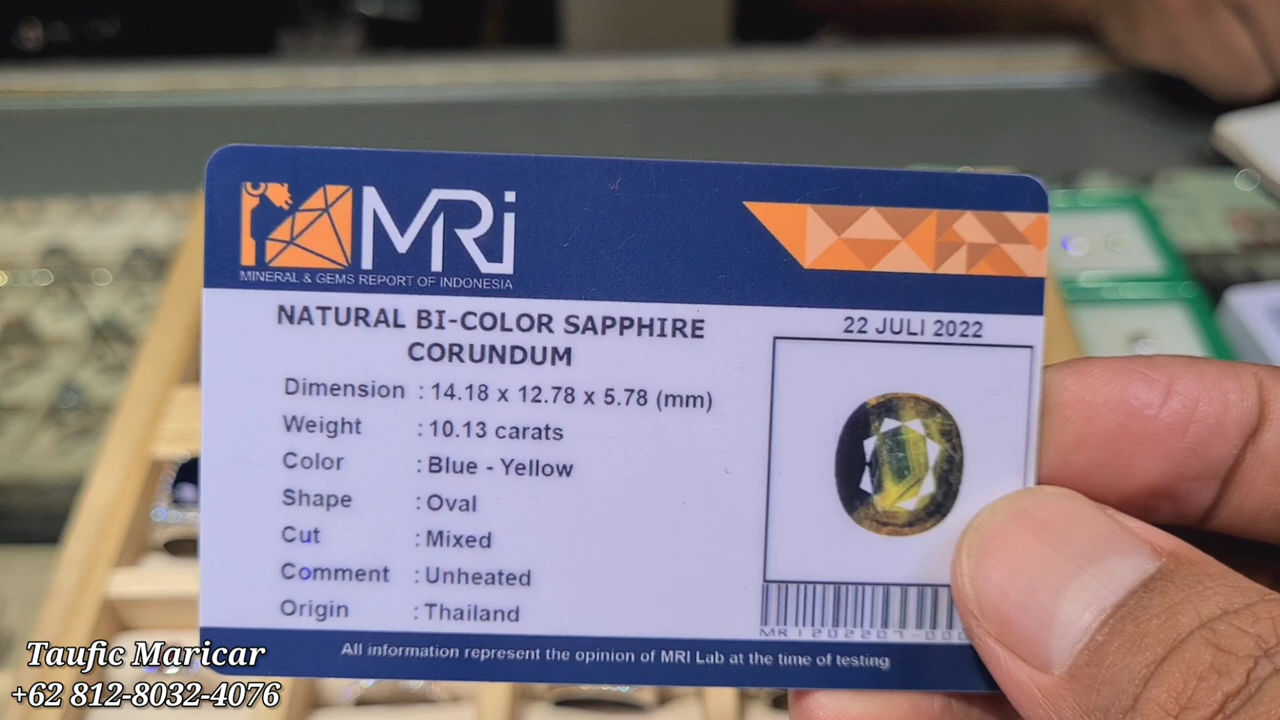 MRi
MINERAL & GEMS REPORT OF INDONESIA
NATURAL BI-COLOR SAPPHIRE
CORUNDUM
22 JULI 2022
Dimension : 14.18 x 12.78 x 5.78 (mm)
Weight : 10.13 carats
Color : Blue - Yellow
Shape : Oval
Cut : Mixed
Comment : Unheated
Origin : Thailand
All information represent the opinion of MRI Lab at the time of testing
Taufic Maricar
+62 812-8032-4076